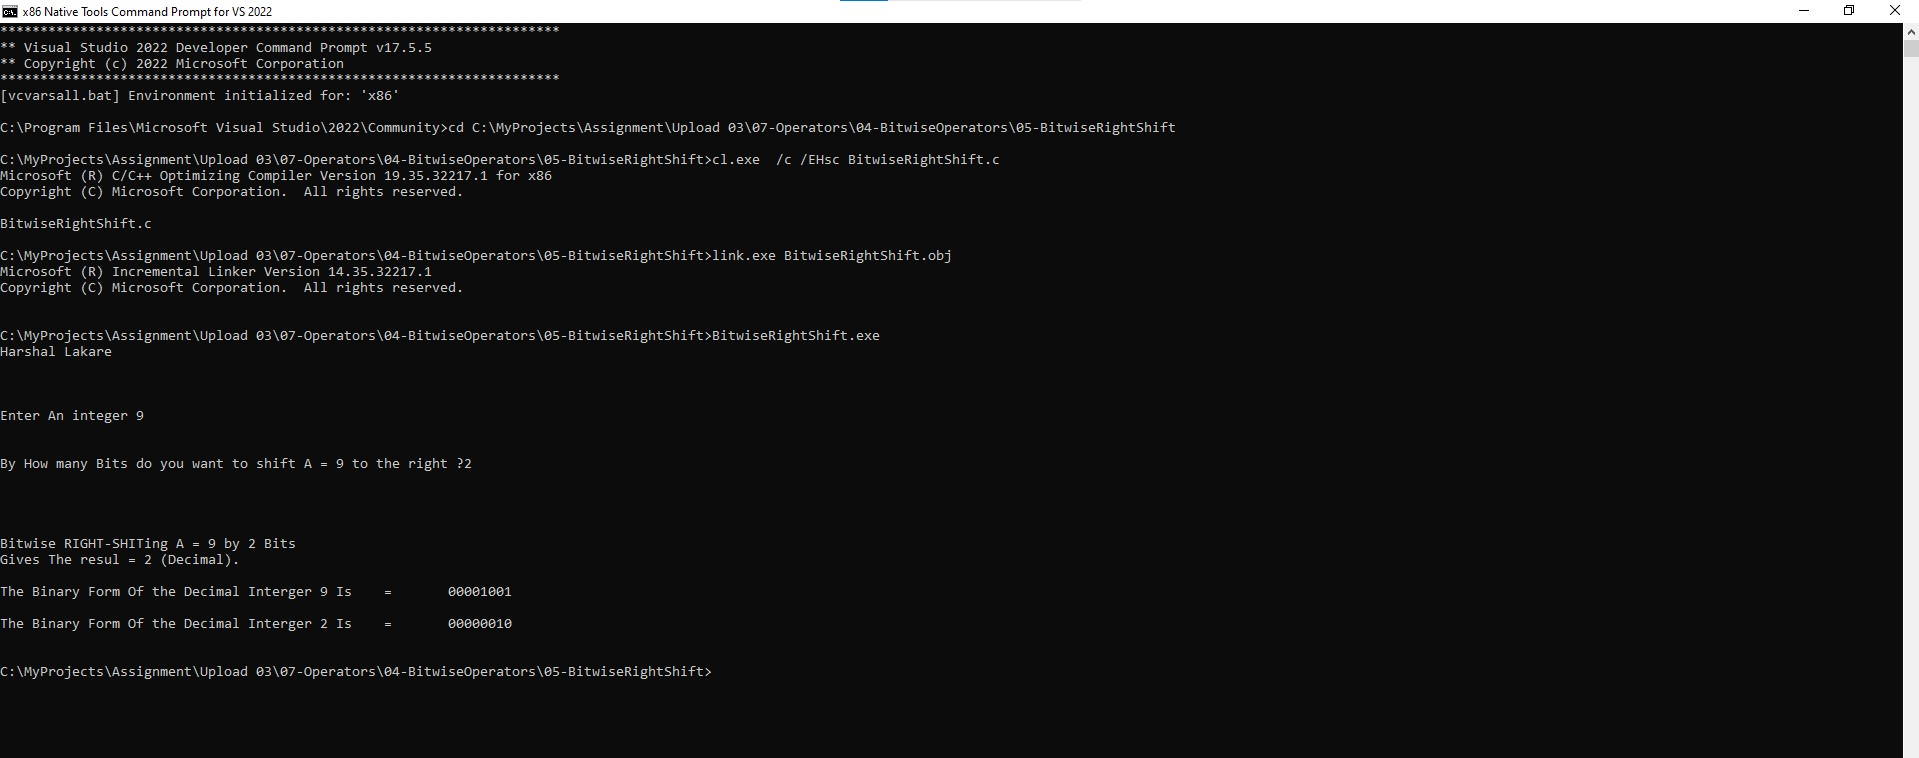 x86 Native Tools Command Prompt for VS 2022
**********************************************************************
** Visual Studio 2022 Developer Command Prompt v17.5.5
** Copyright (c) 2022 Microsoft Corporation
**********************************************************************
[vcvarsall.bat] Environment initialized for: 'x86'
C:\Program Files\Microsoft Visual Studio\2022\Community>cd C:\MyProjects\Assignment\Upload 03\07-Operators\04-BitwiseOperators\05-BitwiseRightShift
C:\MyProjects\Assignment\Upload 03\07-Operators\04-BitwiseOperators\05-BitwiseRightShift>cl.exe  /c /EHsc BitwiseRightShift.c
Microsoft (R) C/C++ Optimizing Compiler Version 19.35.32217.1 for x86
Copyright (C) Microsoft Corporation.  All rights reserved.
BitwiseRightShift.c
C:\MyProjects\Assignment\Upload 03\07-Operators\04-BitwiseOperators\05-BitwiseRightShift>link.exe BitwiseRightShift.obj
Microsoft (R) Incremental Linker Version 14.35.32217.1
Copyright (C) Microsoft Corporation.  All rights reserved.
C:\MyProjects\Assignment\Upload 03\07-Operators\04-BitwiseOperators\05-BitwiseRightShift>BitwiseRightShift.exe
Harshal Lakare
Enter An integer 9
By How many Bits do you want to shift A = 9 to the right ?2
Bitwise RIGHT-SHITing A = 9 by 2 Bits
Gives The resul = 2 (Decimal).
The Binary Form Of the Decimal Interger 9 Is    =       00001001
The Binary Form Of the Decimal Interger 2 Is    =       00000010
C:\MyProjects\Assignment\Upload 03\07-Operators\04-BitwiseOperators\05-BitwiseRightShift>